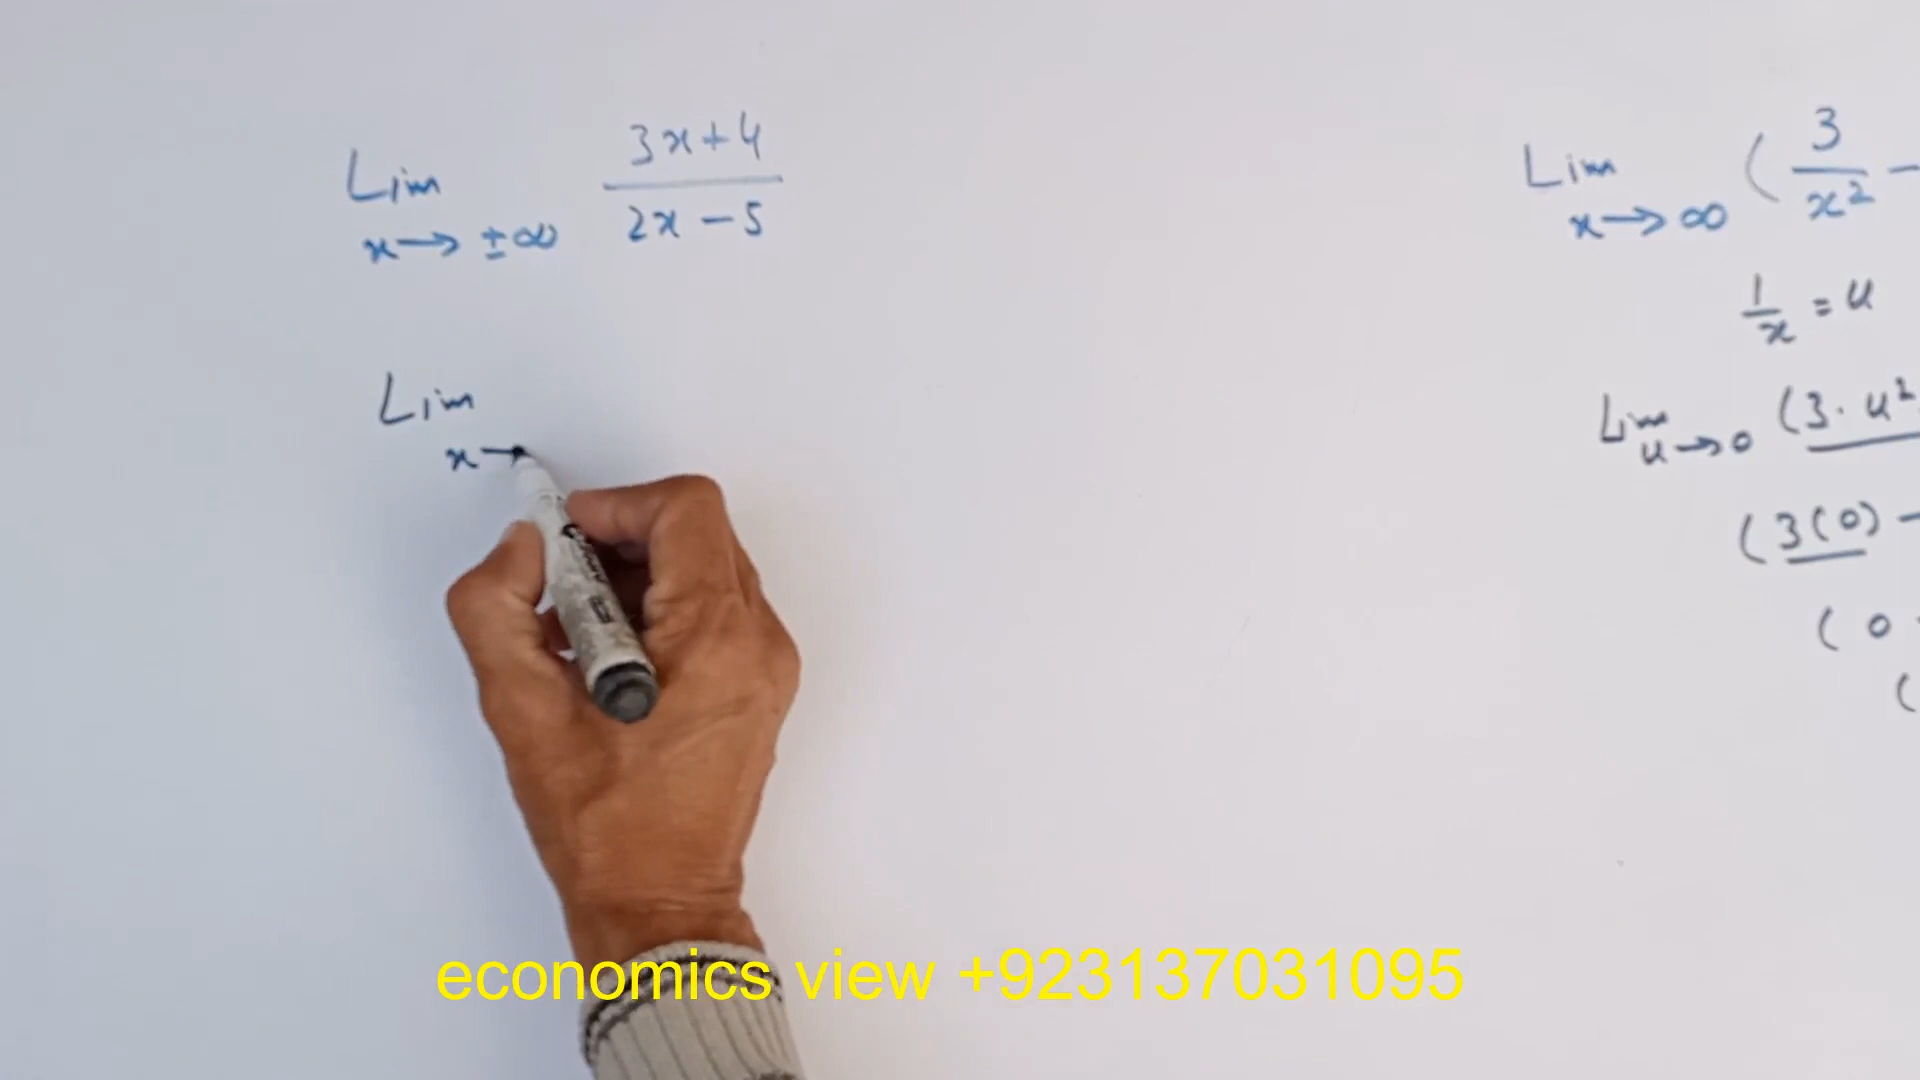 Lim 3x+4
x→ ±∞ 2x-5
Lim
x→
Lim ( 3
x→∞ x² -
1
x = u
Lim (3. u²
u→0
(3(0) -
( 0
(
economics view +923137031095